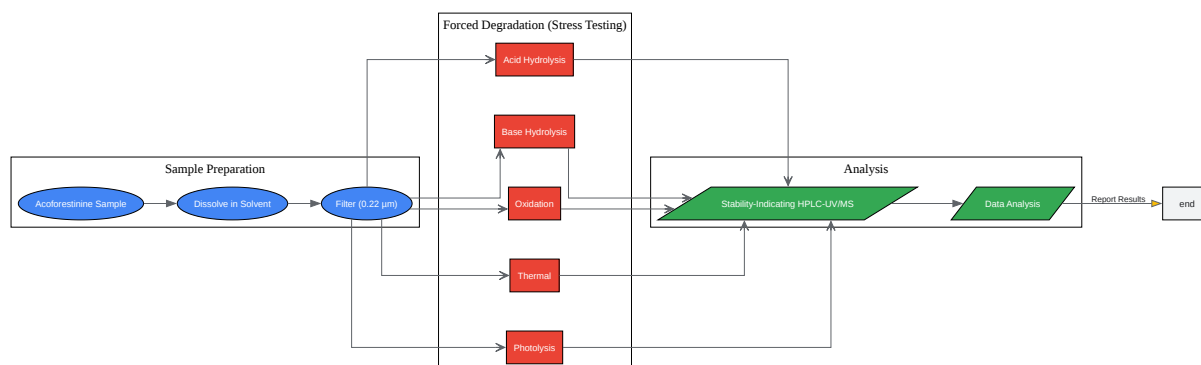 Forced Degradation (Stress Testing)
Acid Hydrolysis
Base Hydrolysis
Sample Preparation
Analysis
Acoforestinine Sample
Dissolve in Solvent
Filter (0.22 µm)
Oxidation
Stability-Indicating HPLC-UV/MS
Data Analysis
Report Results
end
Thermal
Photolysis